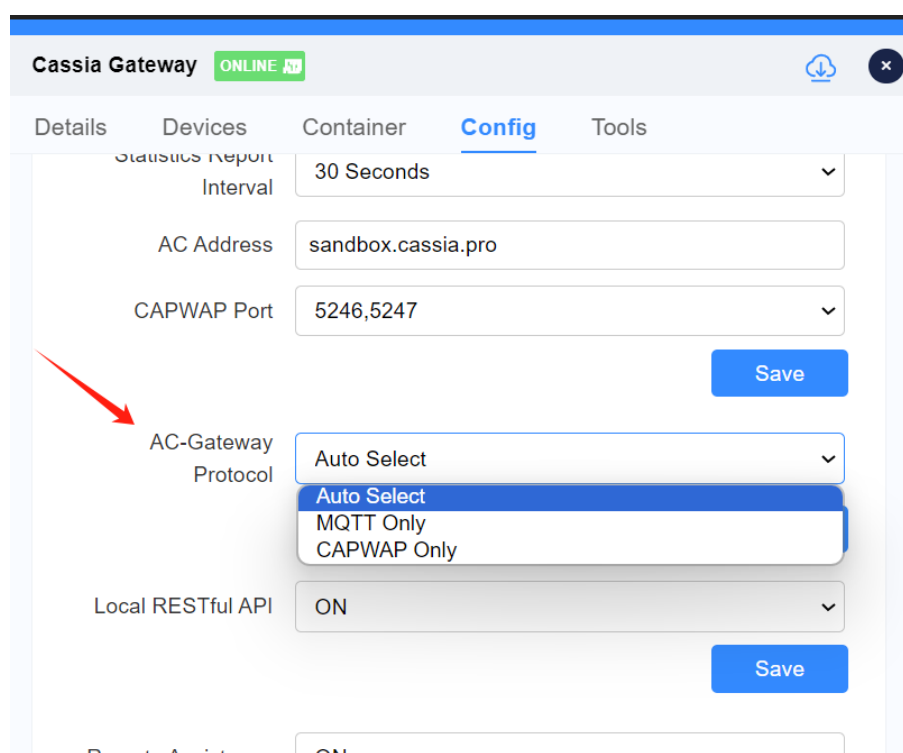 Cassia Gateway ONLINE
Details Devices Container Config Tools
Statistics Report
Interval
30 Seconds
AC Address
sandbox.cassia.pro
CAPWAP Port
5246,5247
Save
AC-Gateway
Protocol
Auto Select
Auto Select
MQTT Only
CAPWAP Only
Local RESTful API
ON
Save
ON